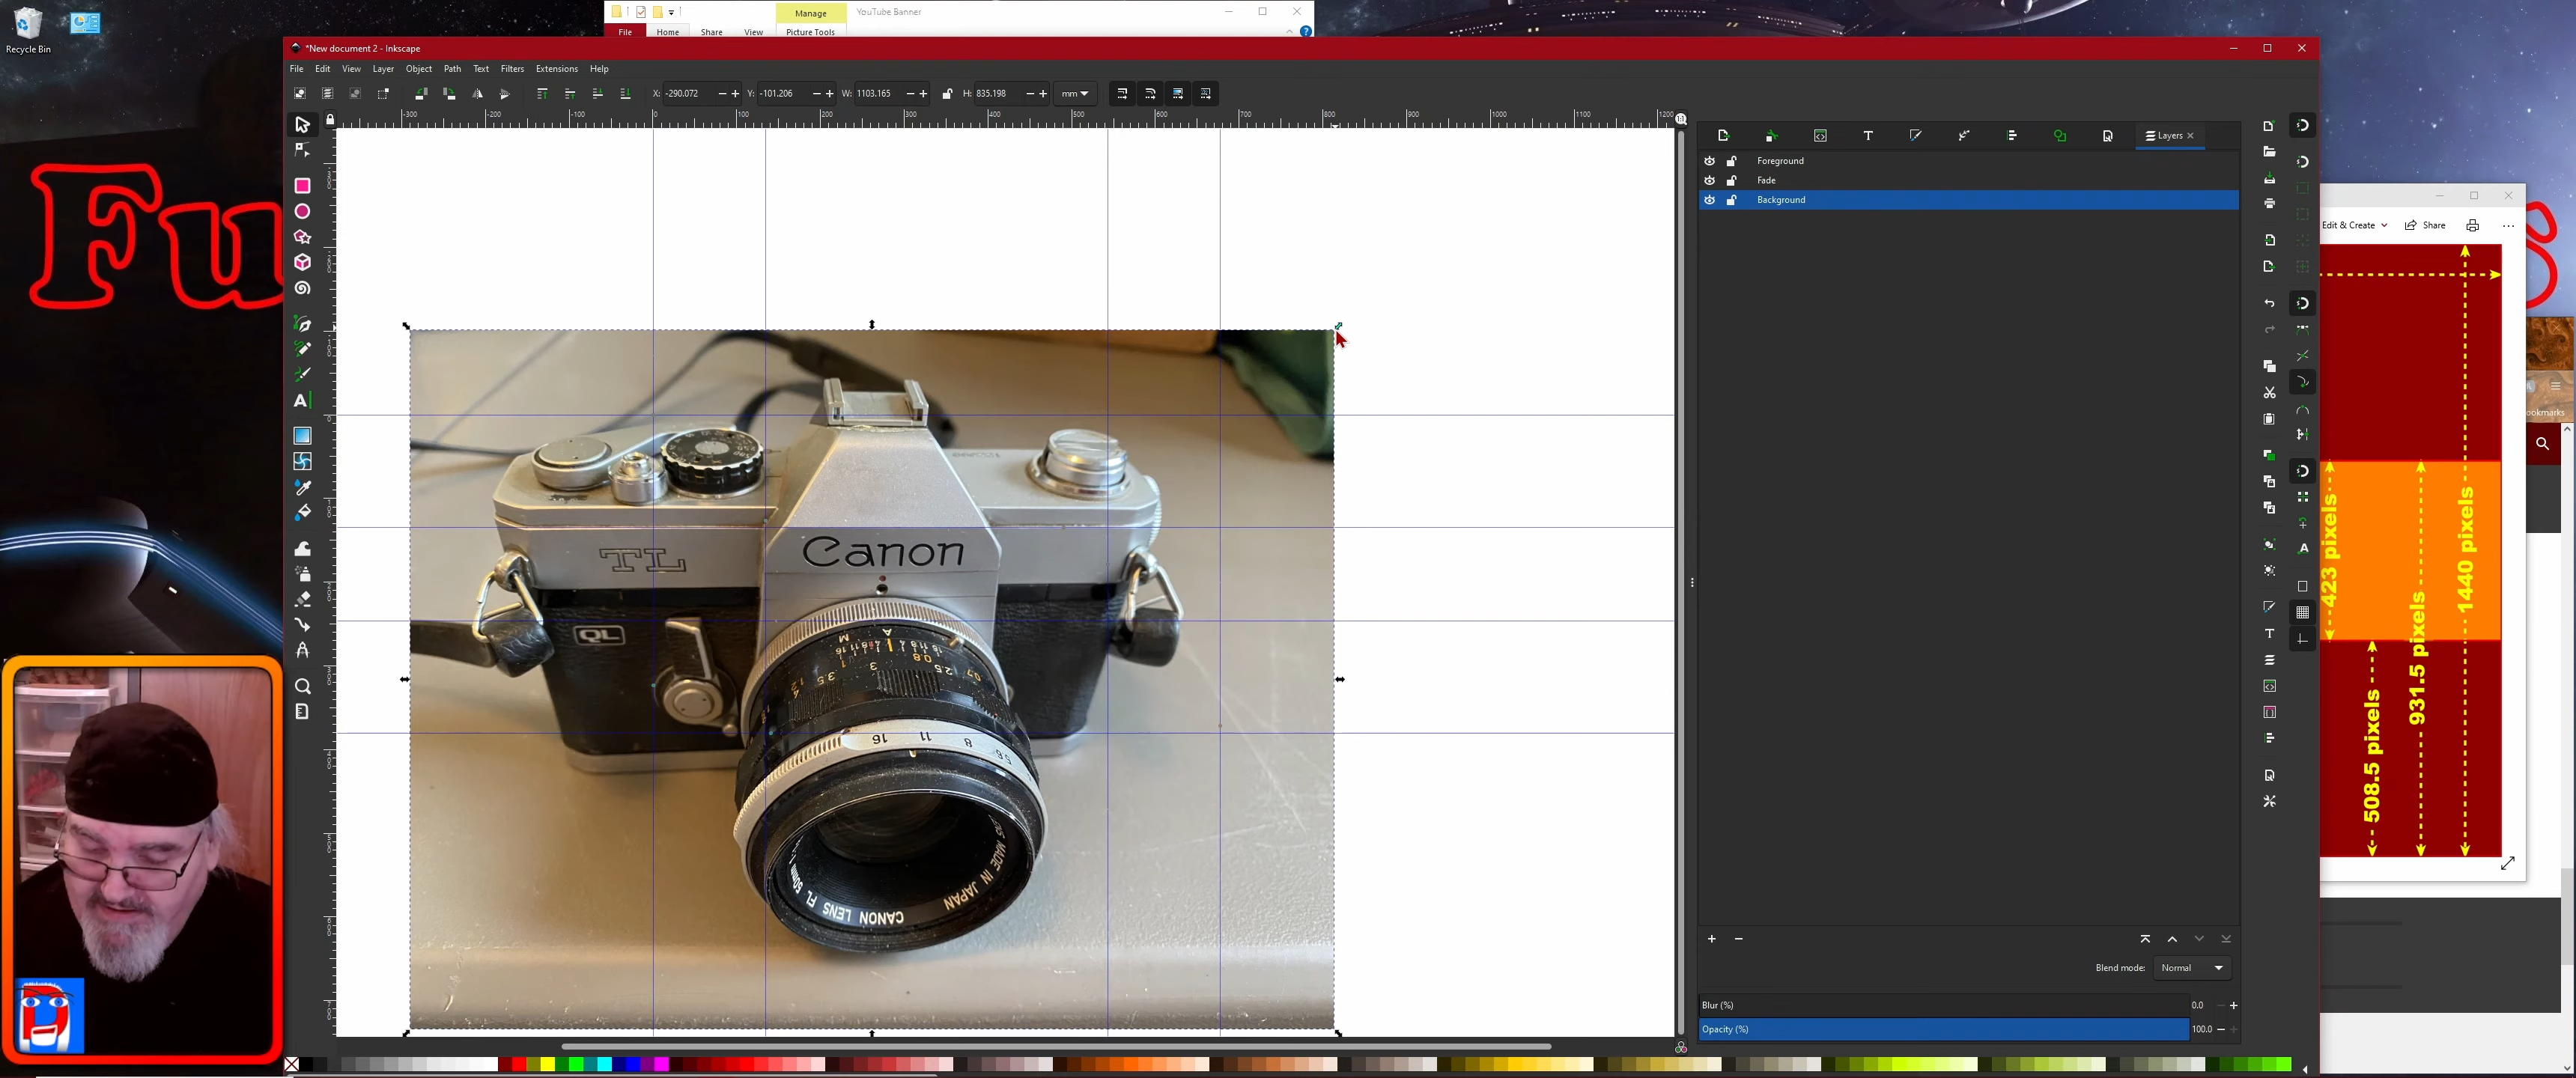 Recycle Bin
Manage
YouTube Banner
File Home Share View Picture Tools
*New document 2 - Inkscape
File Edit View Layer Object Path Text Filters Extensions Help
X: -290.072 Y: -101.206 W: 1103.165 H: 835.198 mm
Layers
Foreground
Fade
Background
Edit & Create Share
ookmarks
Fu
S
TL
Canon
QL
16 11 8
CANON LENS FL 50mm
MADE IN JAPAN
423 pixels
1440 pixels
931.5 pixels
508.5 pixels
Blend mode: Normal
Blur (%) 0.0
Opacity (%) 100.0